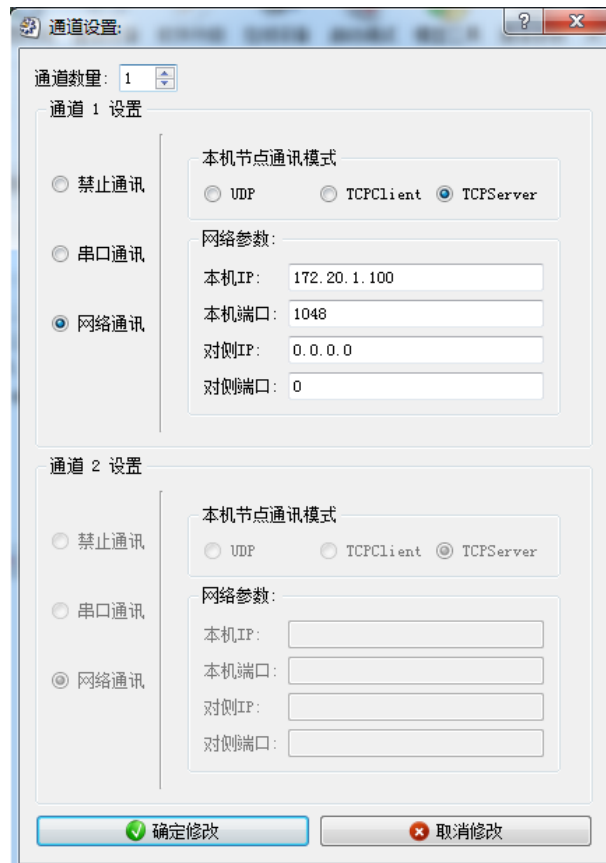 通道设置:
通道数量: 1
通道 1 设置
禁止通讯
串口通讯
网络通讯
本机节点通讯模式
UDP TCPClient TCPServer
网络参数:
本机IP: 172.20.1.100
本机端口: 1048
对侧IP: 0.0.0.0
对侧端口: 0
通道 2 设置
禁止通讯
串口通讯
网络通讯
本机节点通讯模式
UDP TCPClient TCPServer
网络参数:
本机IP:
本机端口:
对侧IP:
对侧端口:
确定修改 取消修改